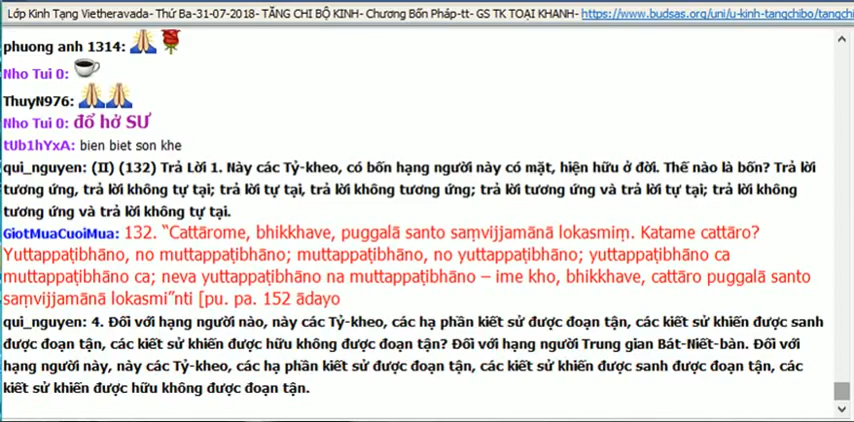 Lớp Kinh Tạng Vietheravada- Thứ Ba-31-07-2018- TĂNG CHI BỘ KINH- Chương Bốn Pháp-tt- GS TK TOẠI KHANH- https://www.budsas.org/uni/u-kinh-tangchibo/tangchi
phuong anh 1314:
Nho Tui 0:
ThuyN976:
Nho Tui 0: đổ hở SƯ
tUb1hYxA: bien biet son khe
qui_nguyen: (II) (132) Trả Lời 1. Này các Tỷ-kheo, có bốn hạng người này có mặt, hiện hữu ở đời. Thế nào là bốn? Trả lời
tương ứng, trả lời không tự tại; trả lời tự tại, trả lời không tương ứng; trả lời tương ứng và trả lời tự tại; trả lời không
tương ứng và trả lời không tự tại.
GiotMuaCuoiMua: 132. “Cattārome, bhikkhave, puggalā santo saṃvijjamānā lokasmiṃ. Katame cattāro?
Yuttappaṭibhāno, no muttappaṭibhāno; muttappaṭibhāno, no yuttappaṭibhāno; yuttappaṭibhāno ca
muttappaṭibhāno ca; neva yuttappaṭibhāno na muttappaṭibhāno – ime kho, bhikkhave, cattāro puggalā santo
saṃvijjamānā lokasmi”nti [pu. pa. 152 ādayo
qui_nguyen: 4. Đối với hạng người nào, này các Tỷ-kheo, các hạ phần kiết sử được đoạn tận, các kiết sử khiến được sanh
được đoạn tận, các kiết sử khiến được hữu không được đoạn tận? Đối với hạng người Trung gian Bát-Niết-bàn. Đối với
hạng người này, này các Tỷ-kheo, các hạ phần kiết sử được đoạn tận, các kiết sử khiến được sanh được đoạn tận, các
kiết sử khiến được hữu không được đoạn tận.